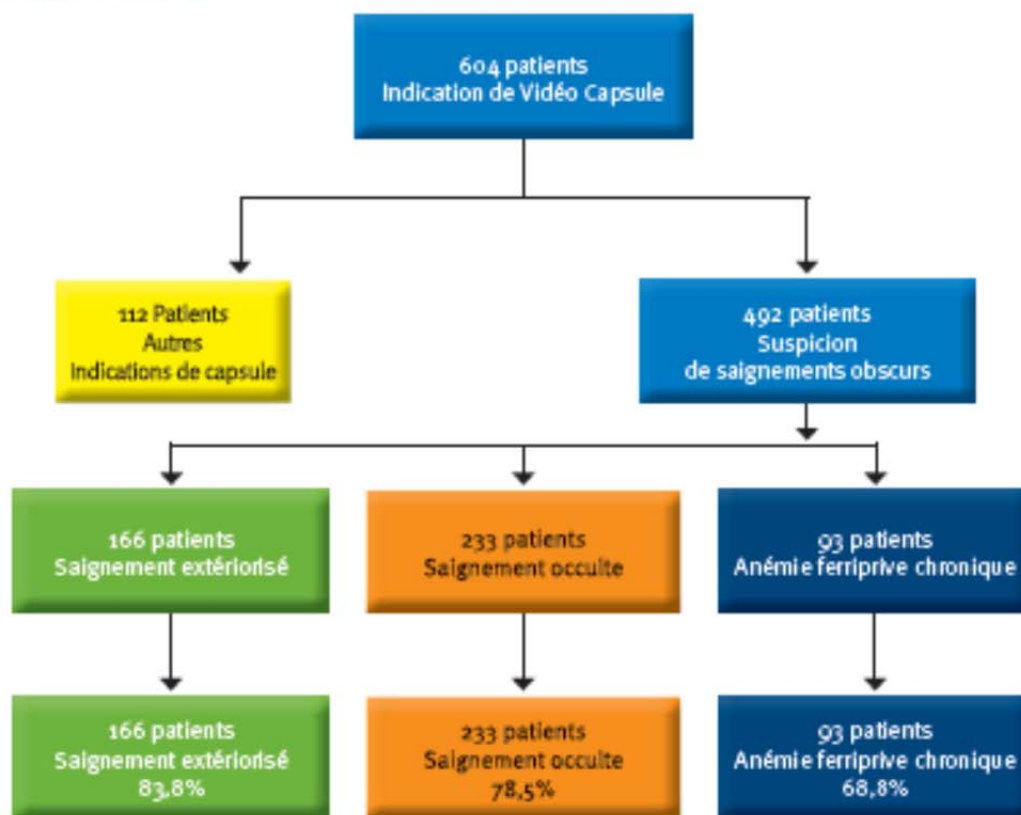 604 patients
Indication de Vidéo Capsule
112 Patients
Autres
Indications de capsule
492 patients
Suspicion
de saignements obscurs
166 patients
Saignement extériorisé
233 patients
Saignement occulte
93 patients
Anémie ferriprive chronique
166 patients
Saignement extériorisé
83,8%
233 patients
Saignement occulte
78,5%
93 patients
Anémie ferriprive chronique
68,8%